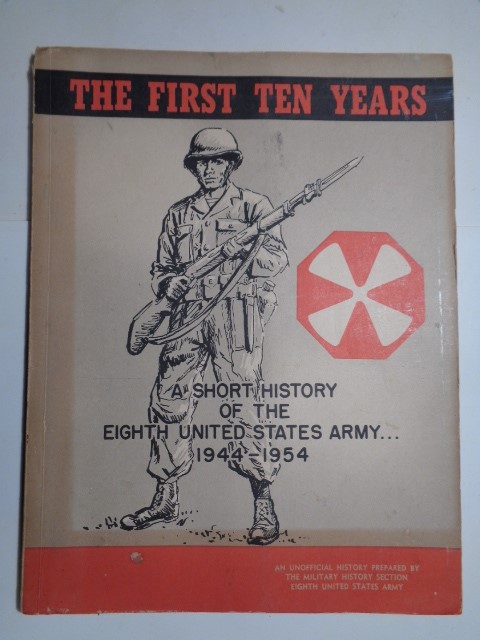 THE FIRST TEN YEARS
A SHORT HISTORY
OF THE
EIGHTH UNITED STATES ARMY...
1944-1954
AN UNOFFICIAL HISTORY PREPARED BY
THE MILITARY HISTORY SECTION
EIGHTH UNITED STATES ARMY